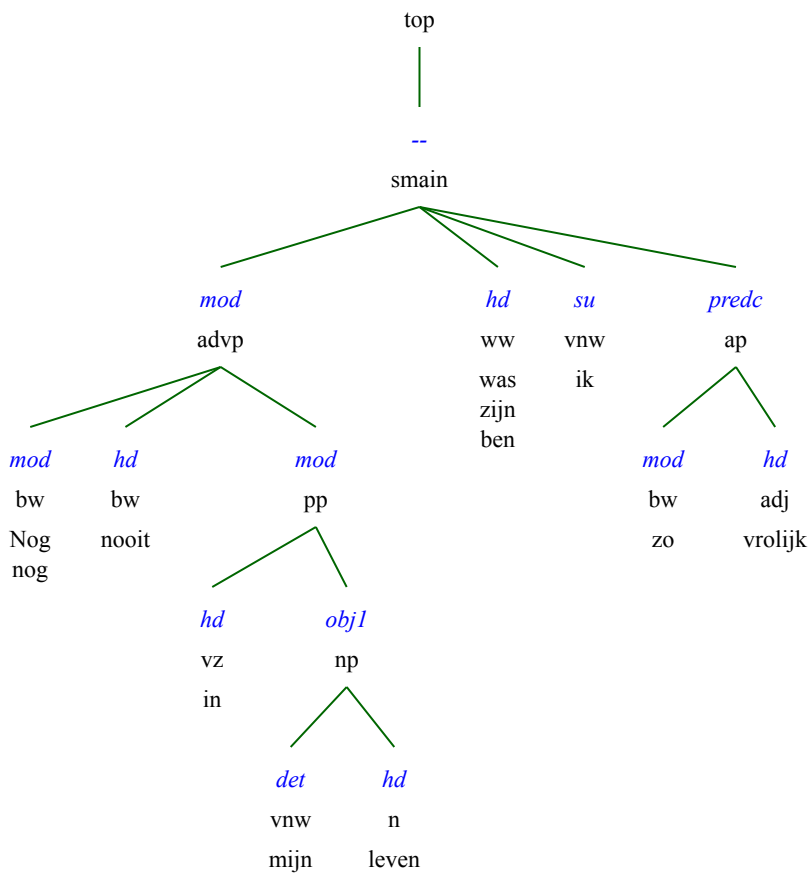 top
--
smain
mod hd su predc
advp ww vnw ap
was ik
zijn
ben
mod hd mod mod hd
bw bw pp bw adj
Nog nooit zo vrolijk
nog
hd obj1
vz np
in
det hd
vnw n
mijn leven